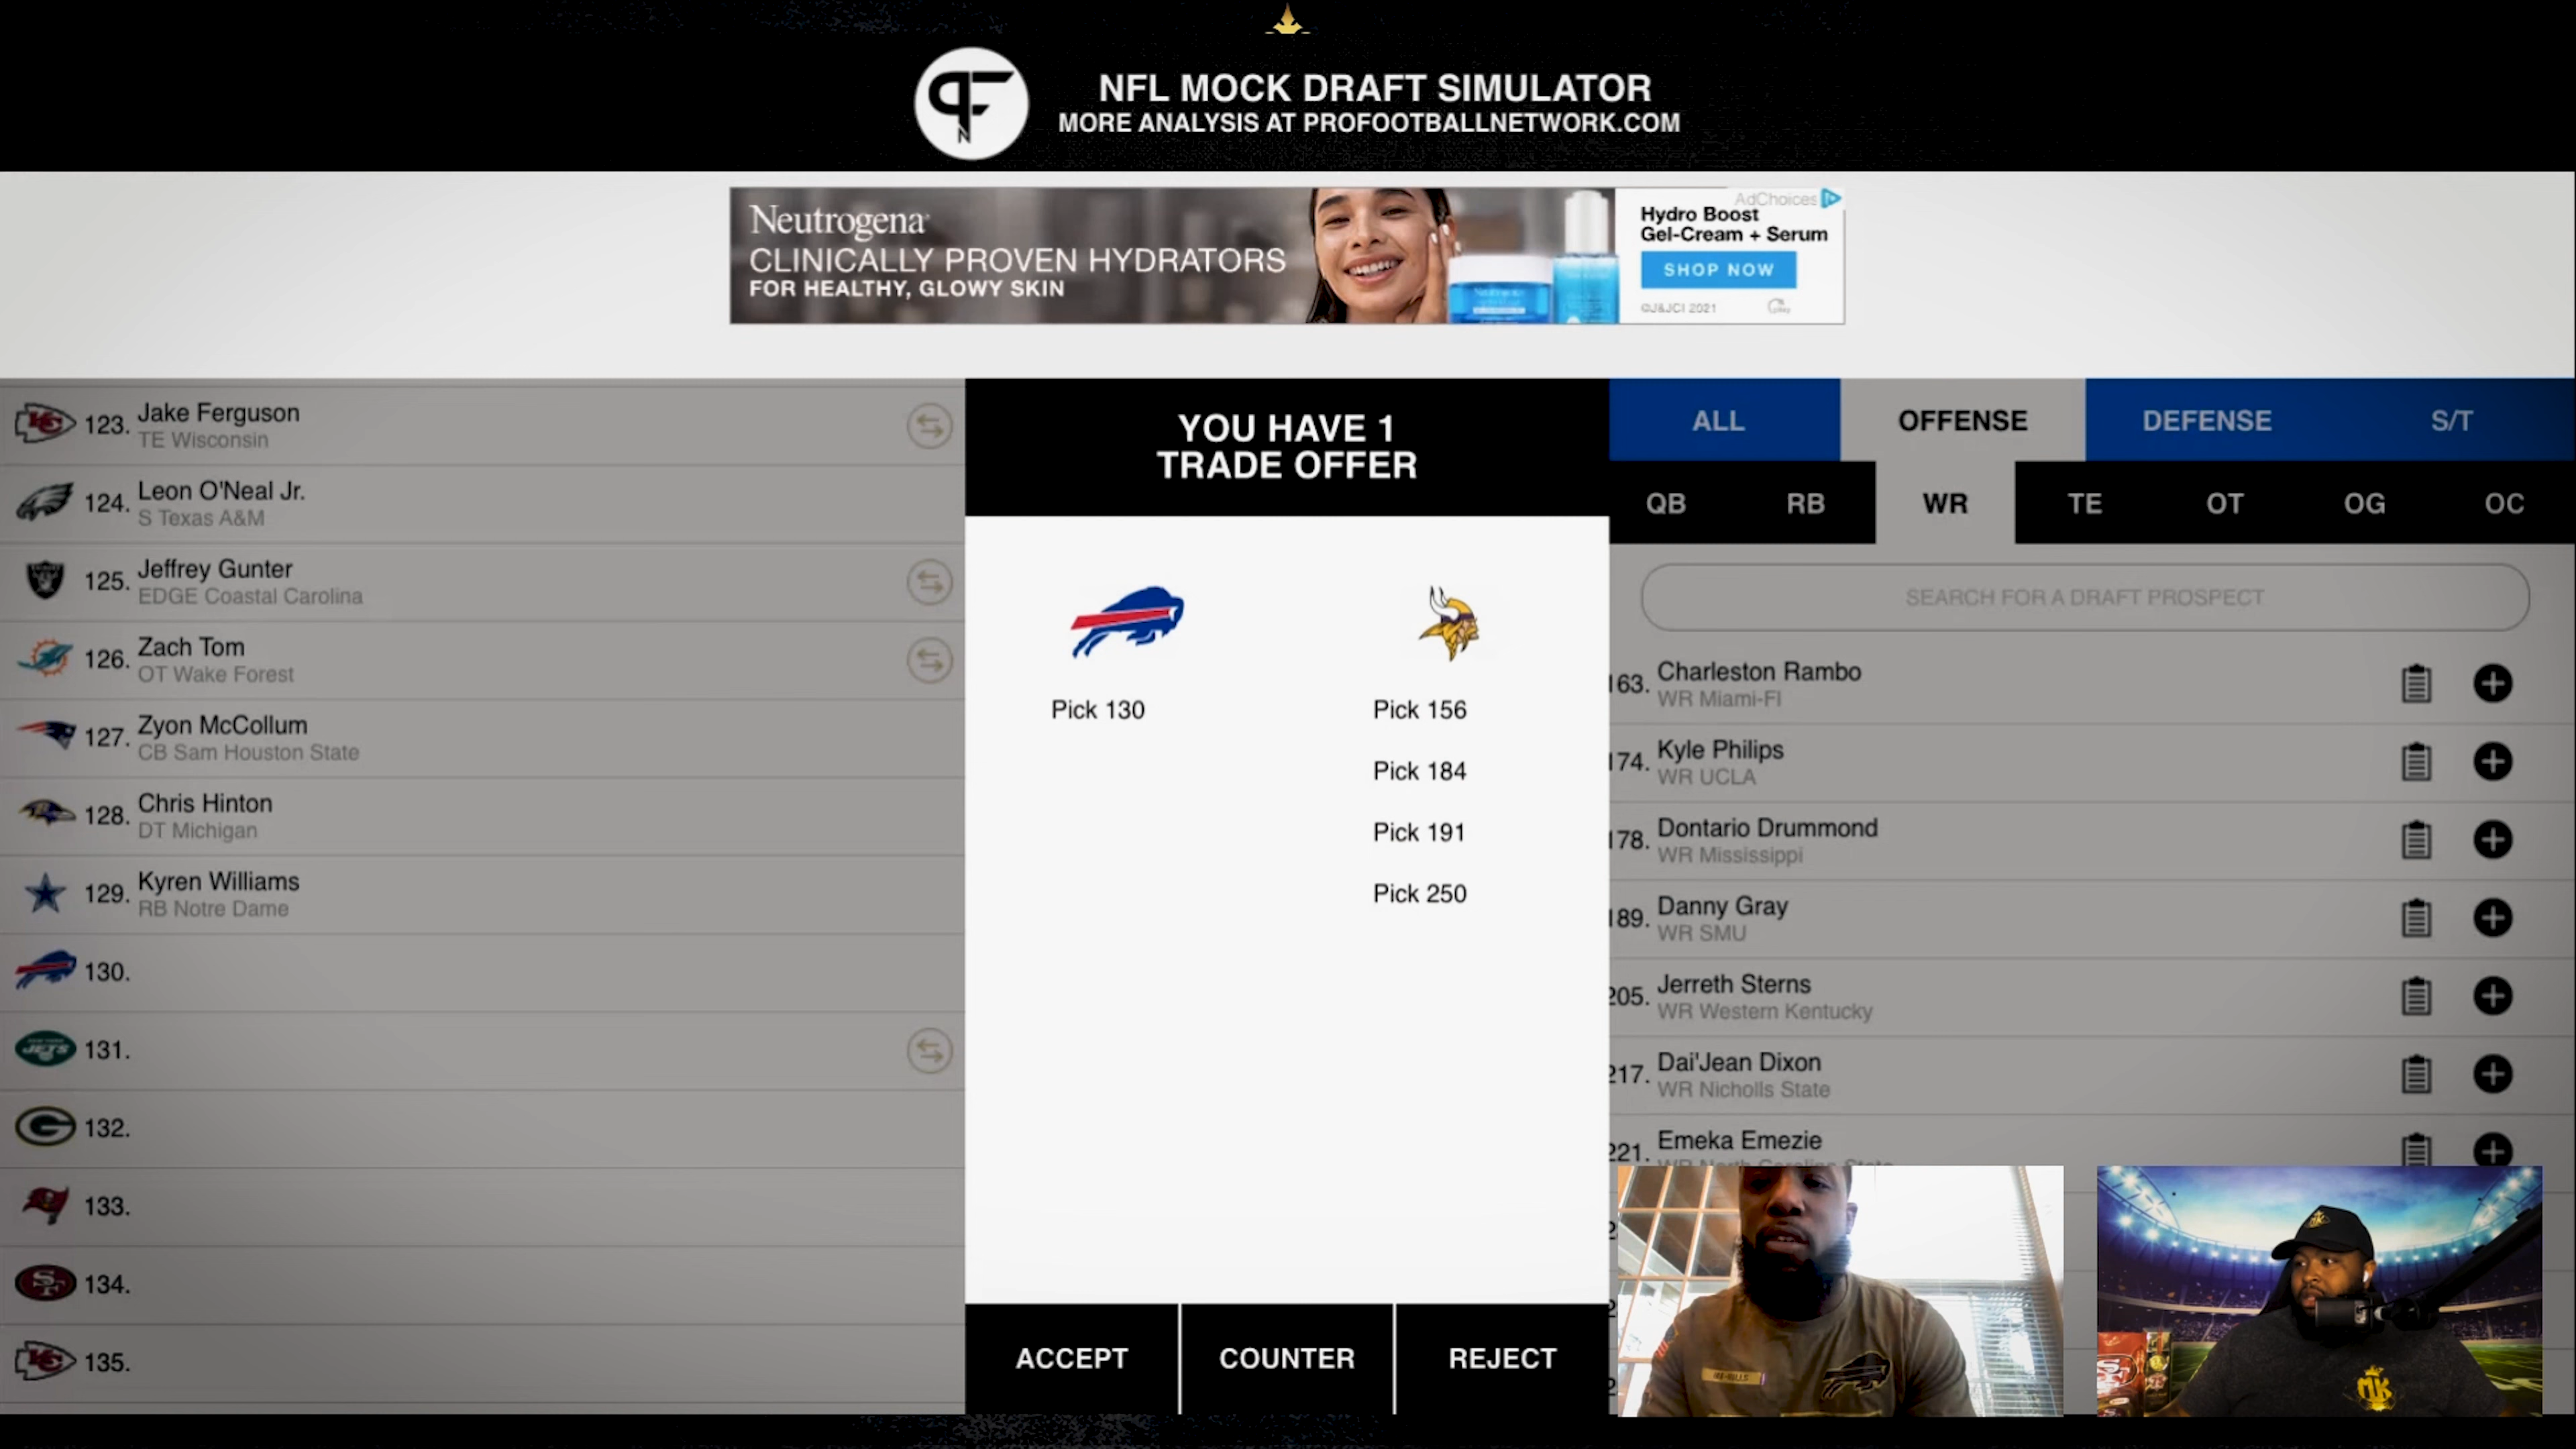 NFL MOCK DRAFT SIMULATOR
MORE ANALYSIS AT PROFOOTBALLNETWORK.COM
Neutrogena
CLINICALLY PROVEN HYDRATORS
FOR HEALTHY, GLOWY SKIN
AdChoices
Hydro Boost
Gel-Cream + Serum
SHOP NOW
©J&JCI 2021
123. Jake Ferguson
TE Wisconsin
124. Leon O'Neal Jr.
S Texas A&M
125. Jeffrey Gunter
EDGE Coastal Carolina
126. Zach Tom
OT Wake Forest
127. Zyon McCollum
CB Sam Houston State
128. Chris Hinton
DT Michigan
129. Kyren Williams
RB Notre Dame
130.
131.
132.
133.
134.
135.
YOU HAVE 1
TRADE OFFER
Pick 130
Pick 156
Pick 184
Pick 191
Pick 250
ACCEPT COUNTER REJECT
ALL OFFENSE DEFENSE S/T
QB RB WR TE OT OG OC
SEARCH FOR A DRAFT PROSPECT
163. Charleston Rambo
WR Miami-Fl
174. Kyle Philips
WR UCLA
178. Dontario Drummond
WR Mississippi
189. Danny Gray
WR SMU
205. Jerreth Sterns
WR Western Kentucky
217. Dai'Jean Dixon
WR Nicholls State
221. Emeka Emezie
WR North Carolina State